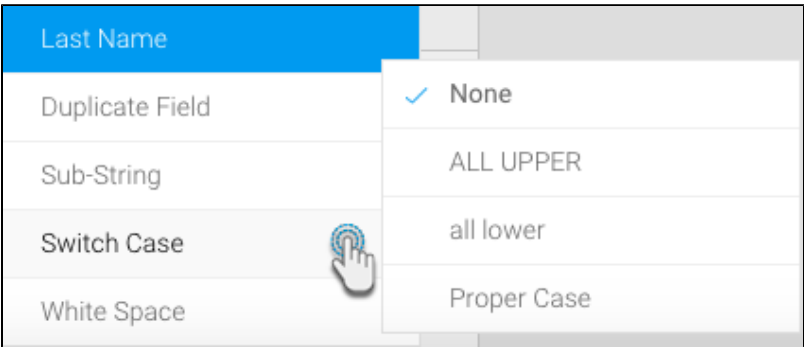 Last Name
Duplicate Field
Sub-String
Switch Case
White Space
None
ALL UPPER
all lower
Proper Case